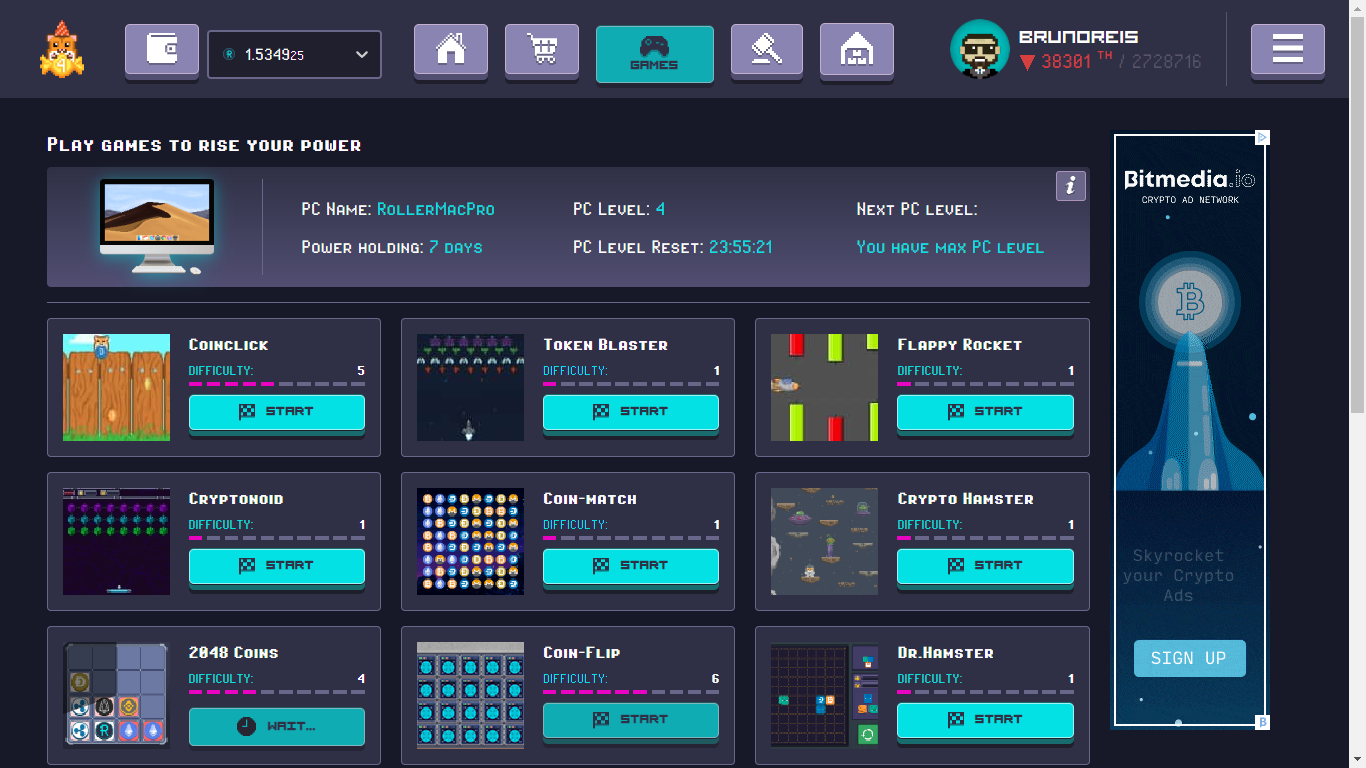 1.534925
GAMES
BRUNOREIS
38301 TH / 2728716
Play games to rise your power
PC Name: RollerMacPro
PC Level: 4
Next PC level:
Power holding: 7 days
PC Level Reset: 23:55:21
You have max PC level
i
Coinclick
DIFFICULTY: 5
START
Token Blaster
DIFFICULTY: 1
START
Flappy Rocket
DIFFICULTY: 1
START
Cryptonoid
DIFFICULTY: 1
START
Coin-match
DIFFICULTY: 1
START
Crypto Hamster
DIFFICULTY: 1
START
2048 Coins
DIFFICULTY: 4
WAIT...
Coin-Flip
DIFFICULTY: 6
START
Dr.Hamster
DIFFICULTY: 1
START
Bitmedia.io
CRYPTO AD NETWORK
Skyrocket
your Crypto
Ads
SIGN UP